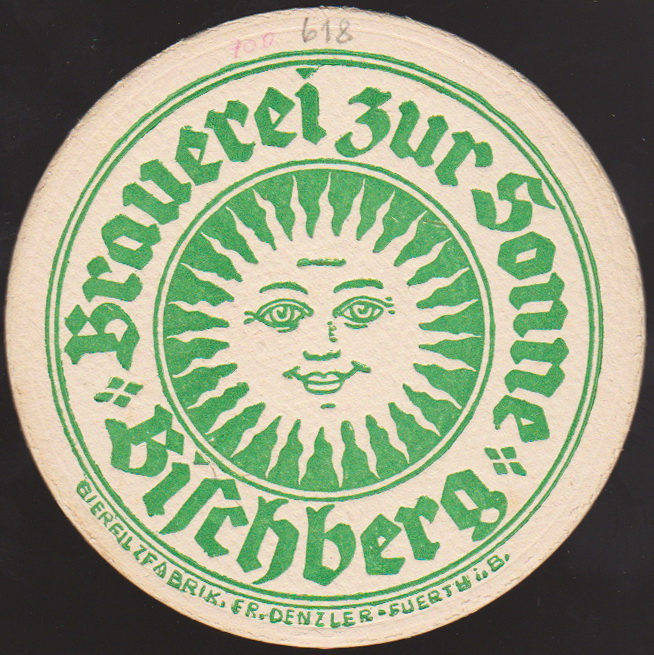 100 618
Brauerei zur Sonne
Bischberg
BIERFILZFABRIK. FR. DENZLER-FUERTH i. B.